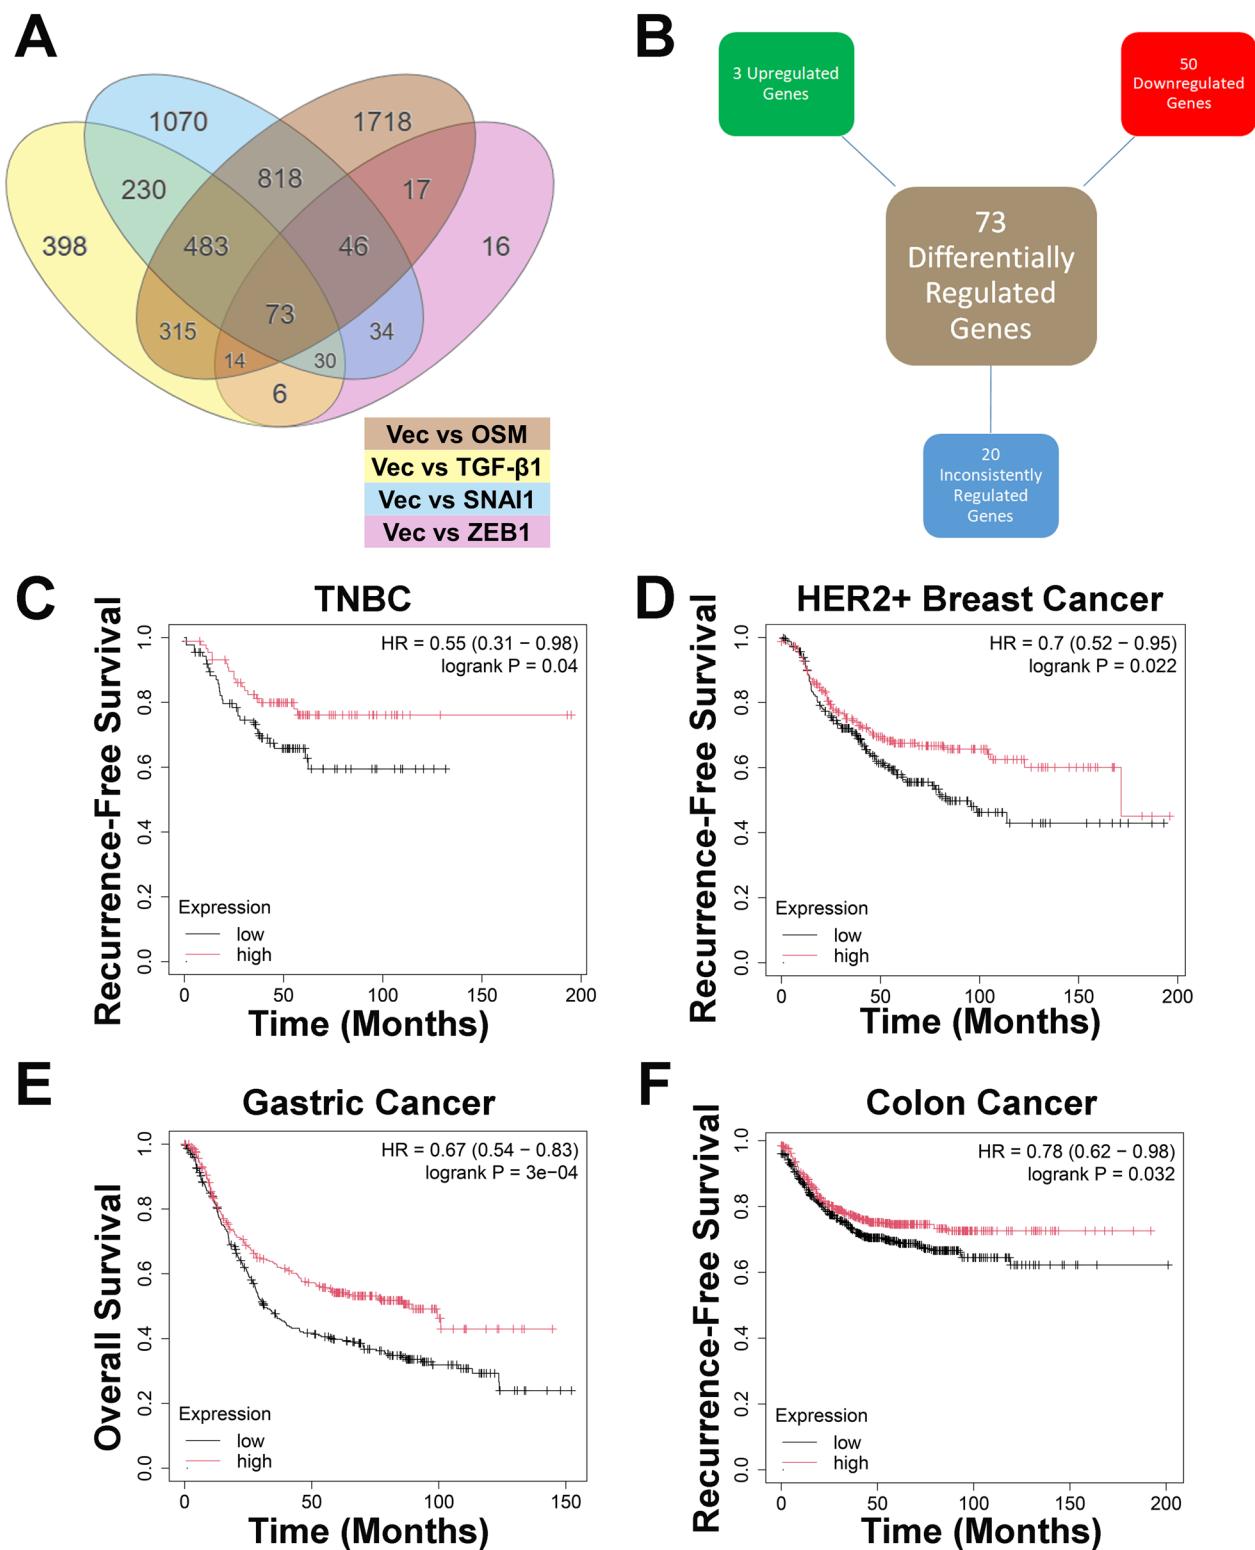 A
1070
1718
230
818
17
398
483
46
16
315
73
34
14
30
6
Vec vs OSM
Vec vs TGF-β1
Vec vs SNAI1
Vec vs ZEB1
B
3 Upregulated
Genes
50
Downregulated
Genes
73
Differentially
Regulated
Genes
20
Inconsistently
Regulated
Genes
C
TNBC
Recurrence-Free Survival
1.0
0.8
0.6
0.4
0.2
0.0
HR = 0.55 (0.31 − 0.98)
logrank P = 0.04
Expression
low
high
0
50
100
150
200
Time (Months)
D
HER2+ Breast Cancer
Recurrence-Free Survival
1.0
0.8
0.6
0.4
0.2
0.0
HR = 0.7 (0.52 − 0.95)
logrank P = 0.022
Expression
low
high
0
50
100
150
200
Time (Months)
E
Gastric Cancer
Overall Survival
1.0
0.8
0.6
0.4
0.2
0.0
HR = 0.67 (0.54 − 0.83)
logrank P = 3e−04
Expression
low
high
0
50
100
150
Time (Months)
F
Colon Cancer
Recurrence-Free Survival
1.0
0.8
0.6
0.4
0.2
0.0
HR = 0.78 (0.62 − 0.98)
logrank P = 0.032
Expression
low
high
0
50
100
150
200
Time (Months)